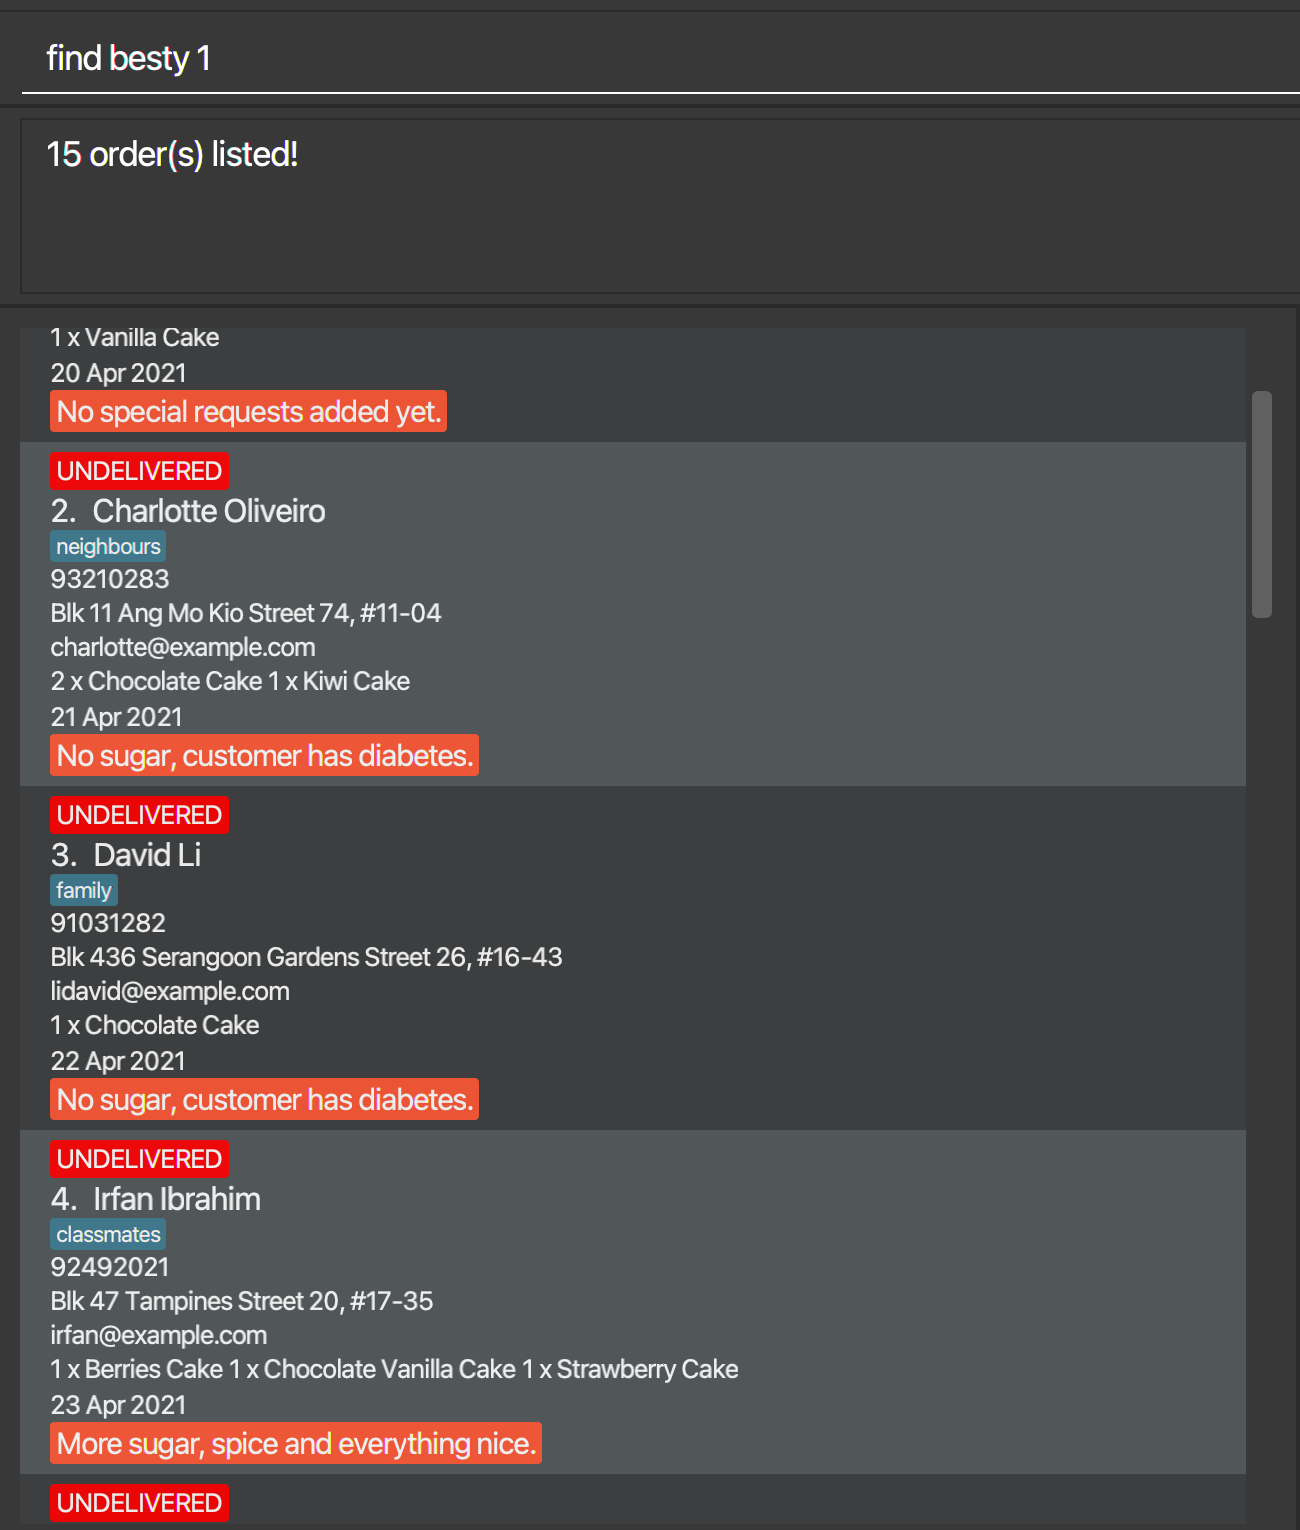 find besty 1
15 order(s) listed!
1 x Vanilla Cake
20 Apr 2021
No special requests added yet.
UNDELIVERED
2. Charlotte Oliveiro
neighbours
93210283
Blk 11 Ang Mo Kio Street 74, #11-04
charlotte@example.com
2 x Chocolate Cake 1 x Kiwi Cake
21 Apr 2021
No sugar, customer has diabetes.
UNDELIVERED
3. David Li
family
91031282
Blk 436 Serangoon Gardens Street 26, #16-43
lidavid@example.com
1 x Chocolate Cake
22 Apr 2021
No sugar, customer has diabetes.
UNDELIVERED
4. Irfan Ibrahim
classmates
92492021
Blk 47 Tampines Street 20, #17-35
irfan@example.com
1 x Berries Cake 1 x Chocolate Vanilla Cake 1 x Strawberry Cake
23 Apr 2021
More sugar, spice and everything nice.
UNDELIVERED